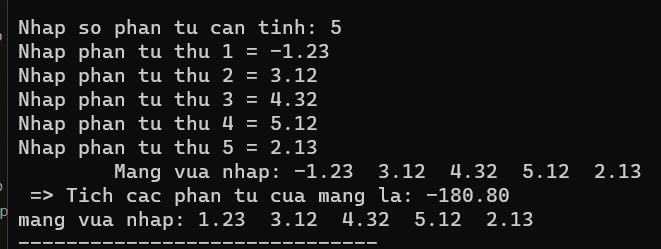 Nhap so phan tu can tinh: 5
Nhap phan tu thu 1 = -1.23
Nhap phan tu thu 2 = 3.12
Nhap phan tu thu 3 = 4.32
Nhap phan tu thu 4 = 5.12
Nhap phan tu thu 5 = 2.13
Mang vua nhap: -1.23 3.12 4.32 5.12 2.13
=> Tich cac phan tu cua mang la: -180.80
mang vua nhap: 1.23 3.12 4.32 5.12 2.13
------------------------------